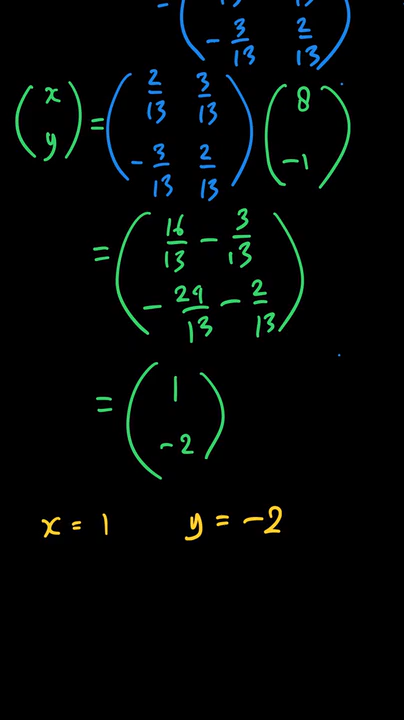 - 3/13 2/13
(x y) = (2/13 3/13 -3/13 2/13) (8 -1)
= (16/13 - 3/13 - 24/13 - 2/13)
= (1 -2)
x = 1 y = -2